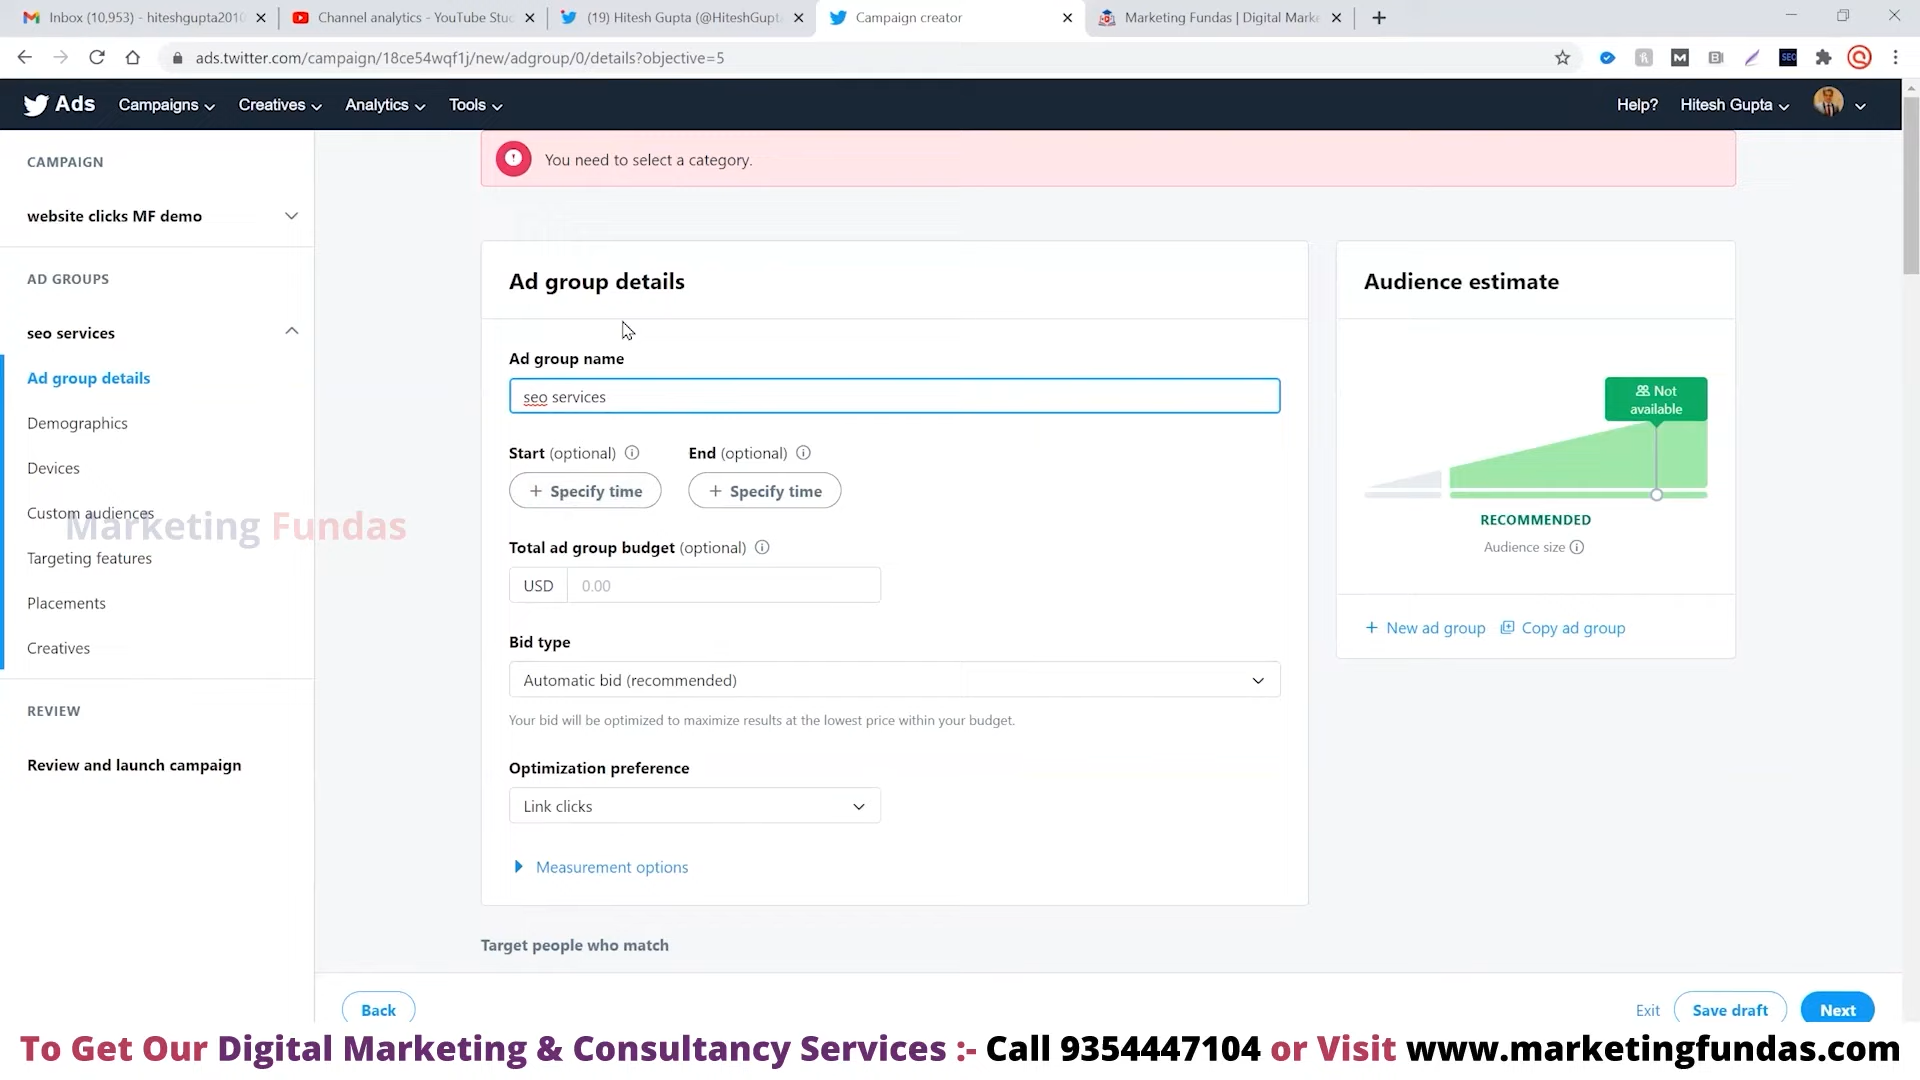 Inbox (10,953) - hiteshgupta2010
Channel analytics - YouTube Stu
(19) Hitesh Gupta (@HiteshGupt
Campaign creator
Marketing Fundas | Digital Mark
ads.twitter.com/campaign/18ce54wqf1j/new/adgroup/0/details?objective=5
Ads
Campaigns
Creatives
Analytics
Tools
Help?
Hitesh Gupta
You need to select a category.
CAMPAIGN
website clicks MF demo
AD GROUPS
seo services
Ad group details
Demographics
Devices
Custom audiences
Targeting features
Placements
Creatives
REVIEW
Review and launch campaign
Marketing Fundas
Ad group details
Ad group name
seo services
Start (optional)
End (optional)
+ Specify time
+ Specify time
Total ad group budget (optional)
USD
0.00
Bid type
Automatic bid (recommended)
Your bid will be optimized to maximize results at the lowest price within your budget.
Optimization preference
Link clicks
Measurement options
Target people who match
Audience estimate
Not
available
RECOMMENDED
Audience size
+ New ad group
Copy ad group
Back
Exit
Save draft
Next
To Get Our Digital Marketing & Consultancy Services :- Call 9354447104 or Visit www.marketingfundas.com